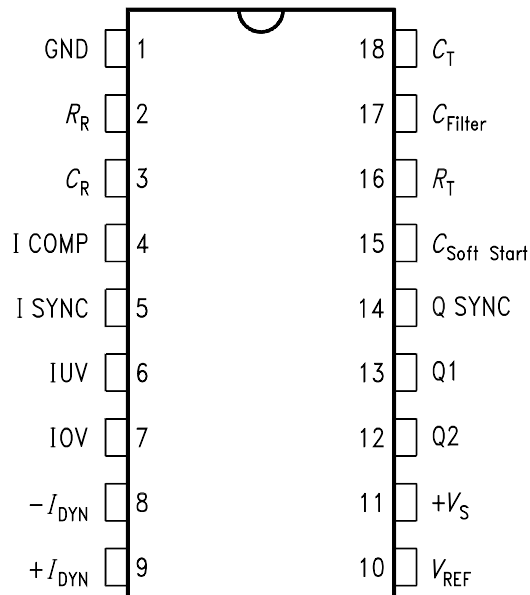 GND 1 18 C_T
R_R 2 17 C_Filter
C_R 3 16 R_T
I COMP 4 15 C_Soft Start
I SYNC 5 14 Q SYNC
IUV 6 13 Q1
IOV 7 12 Q2
−I_DYN 8 11 +V_S
+I_DYN 9 10 V_REF